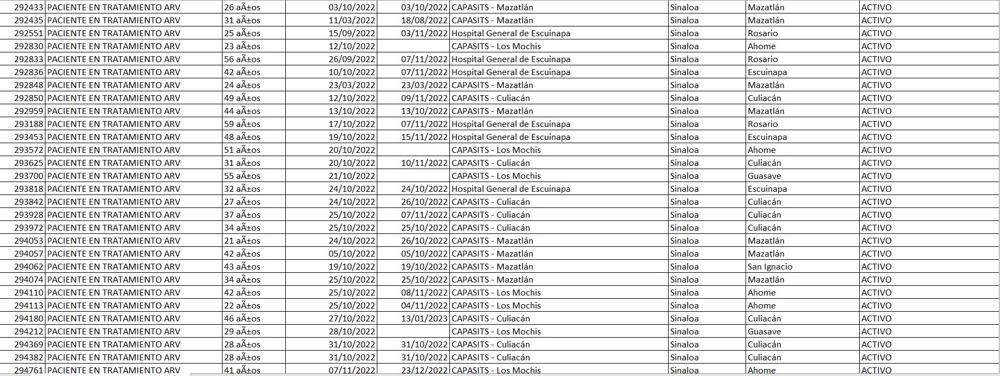 292433 PACIENTE EN TRATAMIENTO ARV 26 aÃ±os 03/10/2022 03/10/2022 CAPASITS - Mazatlán Sinaloa Mazatlán ACTIVO
292435 PACIENTE EN TRATAMIENTO ARV 31 aÃ±os 11/03/2022 18/08/2022 CAPASITS - Mazatlán Sinaloa Mazatlán ACTIVO
292551 PACIENTE EN TRATAMIENTO ARV 25 aÃ±os 15/09/2022 03/11/2022 Hospital General de Escuinapa Sinaloa Rosario ACTIVO
292830 PACIENTE EN TRATAMIENTO ARV 23 aÃ±os 12/10/2022 CAPASITS - Los Mochis Sinaloa Ahome ACTIVO
292833 PACIENTE EN TRATAMIENTO ARV 56 aÃ±os 26/09/2022 07/11/2022 Hospital General de Escuinapa Sinaloa Rosario ACTIVO
292836 PACIENTE EN TRATAMIENTO ARV 42 aÃ±os 10/10/2022 07/11/2022 Hospital General de Escuinapa Sinaloa Escuinapa ACTIVO
292848 PACIENTE EN TRATAMIENTO ARV 24 aÃ±os 23/03/2022 23/03/2022 CAPASITS - Mazatlán Sinaloa Mazatlán ACTIVO
292850 PACIENTE EN TRATAMIENTO ARV 49 aÃ±os 12/10/2022 09/11/2022 CAPASITS - Culiacán Sinaloa Culiacán ACTIVO
292959 PACIENTE EN TRATAMIENTO ARV 44 aÃ±os 13/10/2022 13/10/2022 CAPASITS - Mazatlán Sinaloa Mazatlán ACTIVO
293188 PACIENTE EN TRATAMIENTO ARV 59 aÃ±os 17/10/2022 07/11/2022 Hospital General de Escuinapa Sinaloa Rosario ACTIVO
293453 PACIENTE EN TRATAMIENTO ARV 48 aÃ±os 19/10/2022 15/11/2022 Hospital General de Escuinapa Sinaloa Escuinapa ACTIVO
293572 PACIENTE EN TRATAMIENTO ARV 51 aÃ±os 20/10/2022 CAPASITS - Los Mochis Sinaloa Ahome ACTIVO
293625 PACIENTE EN TRATAMIENTO ARV 31 aÃ±os 20/10/2022 10/11/2022 CAPASITS - Culiacán Sinaloa Culiacán ACTIVO
293700 PACIENTE EN TRATAMIENTO ARV 55 aÃ±os 21/10/2022 CAPASITS - Los Mochis Sinaloa Guasave ACTIVO
293818 PACIENTE EN TRATAMIENTO ARV 32 aÃ±os 24/10/2022 24/10/2022 Hospital General de Escuinapa Sinaloa Escuinapa ACTIVO
293842 PACIENTE EN TRATAMIENTO ARV 27 aÃ±os 24/10/2022 26/10/2022 CAPASITS - Culiacán Sinaloa Culiacán ACTIVO
293928 PACIENTE EN TRATAMIENTO ARV 37 aÃ±os 25/10/2022 07/11/2022 CAPASITS - Culiacán Sinaloa Culiacán ACTIVO
293972 PACIENTE EN TRATAMIENTO ARV 34 aÃ±os 25/10/2022 25/10/2022 CAPASITS - Culiacán Sinaloa Culiacán ACTIVO
294053 PACIENTE EN TRATAMIENTO ARV 21 aÃ±os 24/10/2022 26/10/2022 CAPASITS - Mazatlán Sinaloa Mazatlán ACTIVO
294057 PACIENTE EN TRATAMIENTO ARV 42 aÃ±os 05/10/2022 05/10/2022 CAPASITS - Mazatlán Sinaloa Mazatlán ACTIVO
294062 PACIENTE EN TRATAMIENTO ARV 43 aÃ±os 19/10/2022 19/10/2022 CAPASITS - Mazatlán Sinaloa San Ignacio ACTIVO
294074 PACIENTE EN TRATAMIENTO ARV 34 aÃ±os 25/10/2022 25/10/2022 CAPASITS - Mazatlán Sinaloa Mazatlán ACTIVO
294110 PACIENTE EN TRATAMIENTO ARV 42 aÃ±os 25/10/2022 08/11/2022 CAPASITS - Los Mochis Sinaloa Ahome ACTIVO
294113 PACIENTE EN TRATAMIENTO ARV 22 aÃ±os 25/10/2022 04/11/2022 CAPASITS - Los Mochis Sinaloa Ahome ACTIVO
294180 PACIENTE EN TRATAMIENTO ARV 46 aÃ±os 27/10/2022 13/01/2023 CAPASITS - Culiacán Sinaloa Culiacán ACTIVO
294212 PACIENTE EN TRATAMIENTO ARV 29 aÃ±os 28/10/2022 CAPASITS - Los Mochis Sinaloa Guasave ACTIVO
294369 PACIENTE EN TRATAMIENTO ARV 28 aÃ±os 31/10/2022 31/10/2022 CAPASITS - Culiacán Sinaloa Culiacán ACTIVO
294382 PACIENTE EN TRATAMIENTO ARV 28 aÃ±os 31/10/2022 31/10/2022 CAPASITS - Culiacán Sinaloa Culiacán ACTIVO
294761 PACIENTE EN TRATAMIENTO ARV 41 aÃ±os 07/11/2022 23/12/2022 CAPASITS - Los Mochis Sinaloa Ahome ACTIVO